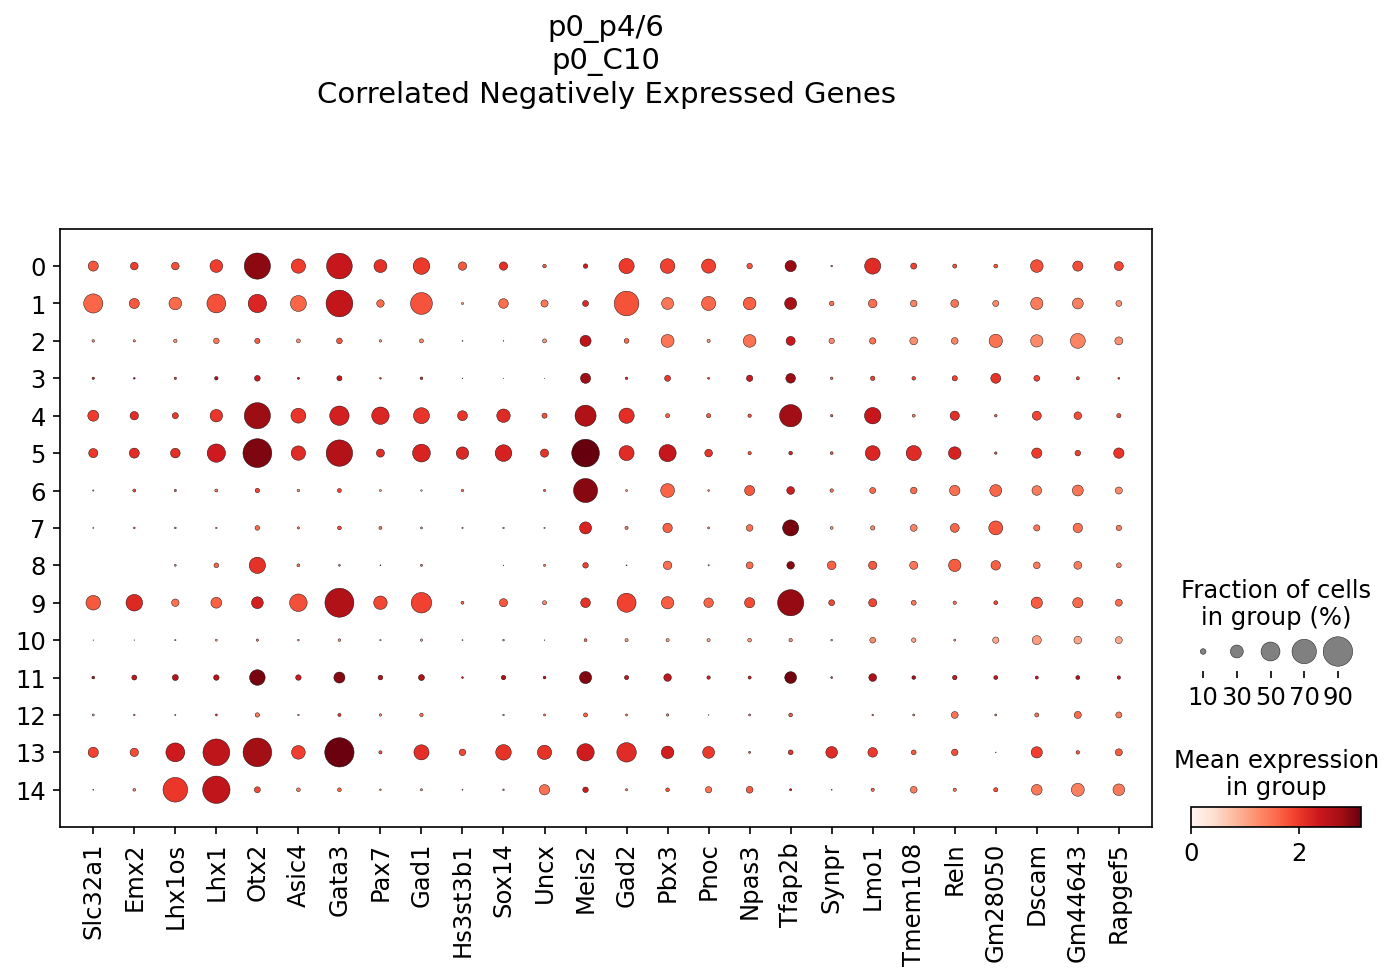 p0_p4/6
p0_C10
Correlated Negatively Expressed Genes
0
1
2
3
4
5
6
7
8
9
10
11
12
13
14
Slc32a1 Emx2 Lhx1os Lhx1 Otx2 Asic4 Gata3 Pax7 Gad1 Hs3st3b1 Sox14 Uncx Meis2 Gad2 Pbx3 Pnoc Npas3 Tfap2b Synpr Lmo1 Tmem108 Reln Gm28050 Dscam Gm44643 Rapgef5
Fraction of cells
in group (%)
10 30 50 70 90
Mean expression
in group
0 2